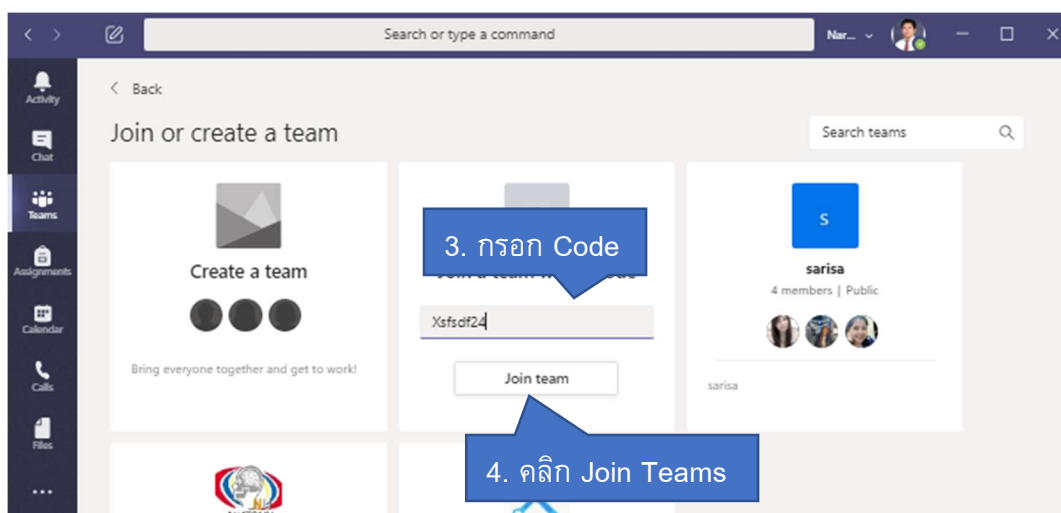 Search or type a command
Nar...
Activity
Chat
Teams
Assignments
Calendar
Calls
Files
Back
Join or create a team
Search teams
Create a team
Bring everyone together and get to work!
3. กรอก Code
Xsfsdf24
Join team
4. คลิก Join Teams
S
sarisa
4 members | Public
sarisa